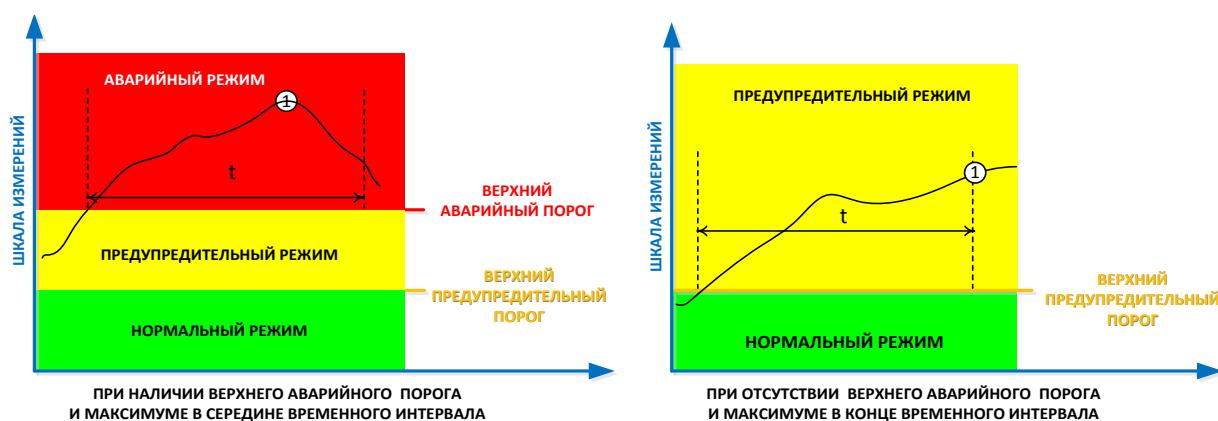 ШКАЛА ИЗМЕРЕНИЙ
АВАРИЙНЫЙ РЕЖИМ
1
t
ВЕРХНИЙ
АВАРИЙНЫЙ ПОРОГ
ПРЕДУПРЕДИТЕЛЬНЫЙ РЕЖИМ
ВЕРХНИЙ
ПРЕДУПРЕДИТЕЛЬНЫЙ
ПОРОГ
НОРМАЛЬНЫЙ РЕЖИМ
ПРИ НАЛИЧИИ ВЕРХНЕГО АВАРИЙНОГО ПОРОГА
И МАКСИМУМЕ В СЕРЕДИНЕ ВРЕМЕННОГО ИНТЕРВАЛА
ШКАЛА ИЗМЕРЕНИЙ
ПРЕДУПРЕДИТЕЛЬНЫЙ РЕЖИМ
1
t
ВЕРХНИЙ
ПРЕДУПРЕДИТЕЛЬНЫЙ
ПОРОГ
НОРМАЛЬНЫЙ РЕЖИМ
ПРИ ОТСУТСТВИИ ВЕРХНЕГО АВАРИЙНОГО ПОРОГА
И МАКСИМУМЕ В КОНЦЕ ВРЕМЕННОГО ИНТЕРВАЛА